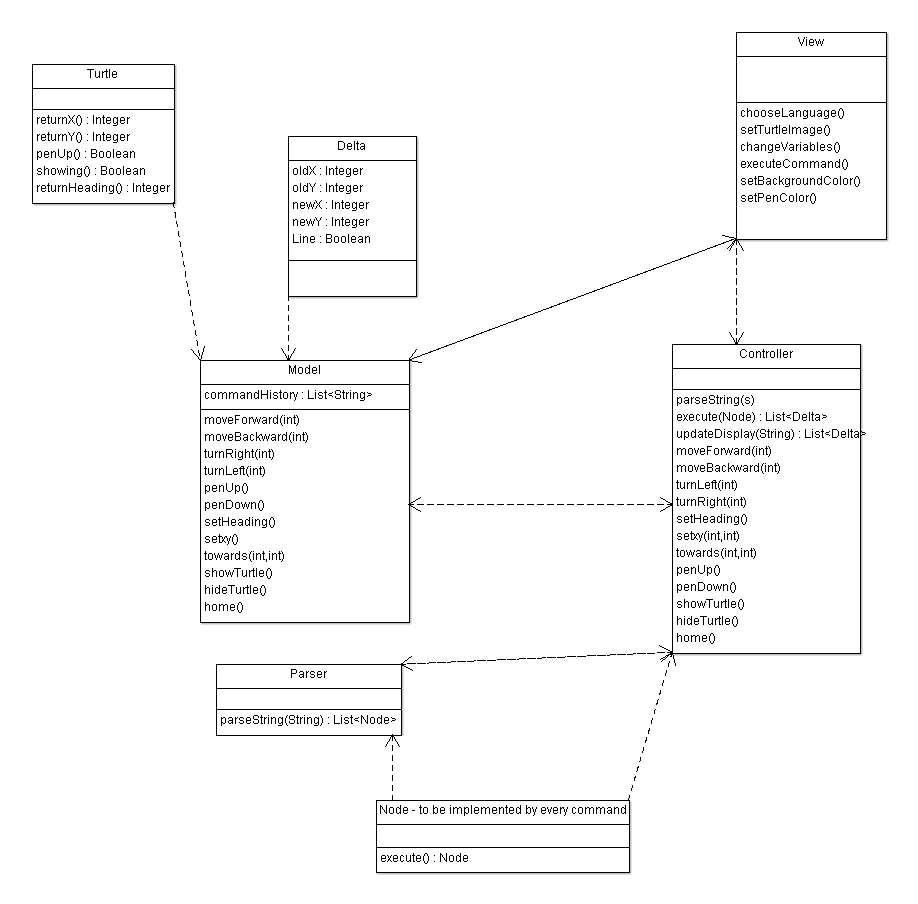 View
chooseLanguage()
setTurtleImage()
changeVariables()
executeCommand()
setBackgroundColor()
setPenColor()
Turtle
returnX() : Integer
returnY() : Integer
penUp() : Boolean
showing() : Boolean
returnHeading() : Integer
Delta
oldX : Integer
oldY : Integer
newX : Integer
newY : Integer
Line : Boolean
Model
commandHistory : List<String>
moveForward(int)
moveBackward(int)
turnRight(int)
turnLeft(int)
penUp()
penDown()
setHeading()
setxy()
towards(int,int)
showTurtle()
hideTurtle()
home()
Controller
parseString(s)
execute(Node) : List<Delta>
updateDisplay(String) : List<Delta>
moveForward(int)
moveBackward(int)
turnLeft(int)
turnRight(int)
setHeading()
setxy(int,int)
towards(int,int)
penUp()
penDown()
showTurtle()
hideTurtle()
home()
Parser
parseString(String) : List<Node>
Node - to be implemented by every command
execute() : Node